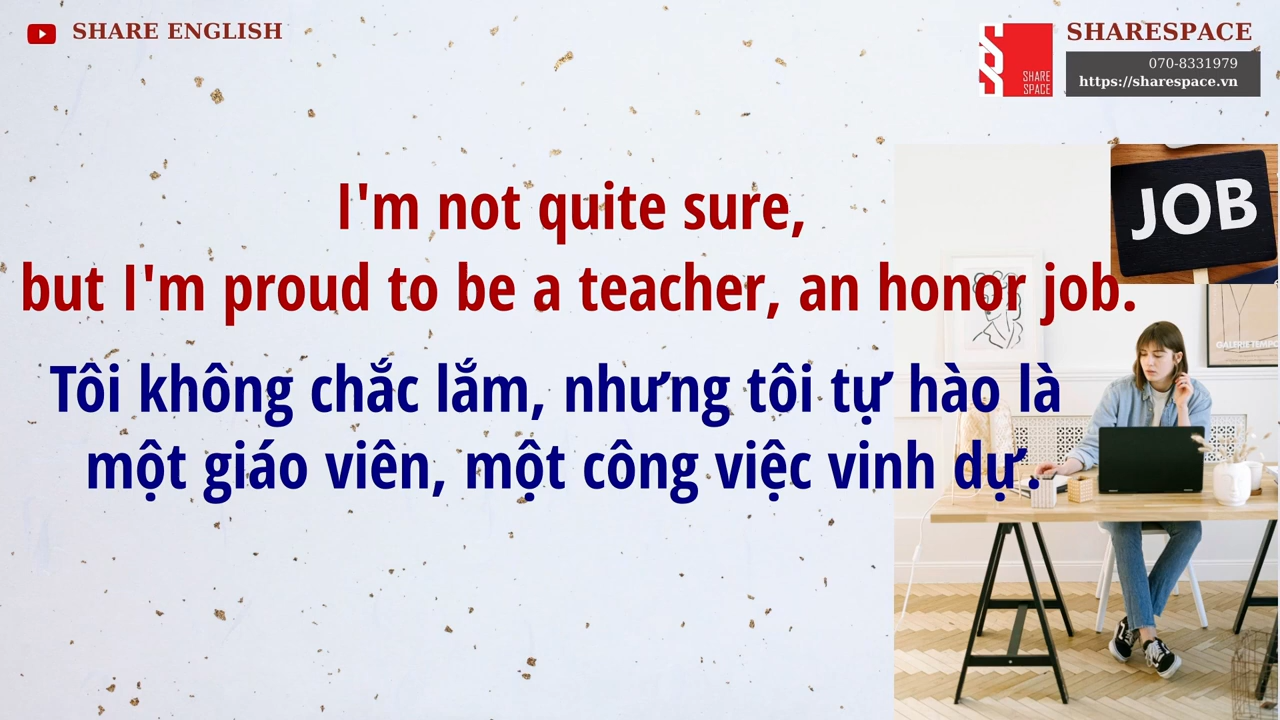 SHARE ENGLISH
SHARESPACE
070-8331979
https://sharespace.vn
SHARE
SPACE
JOB
I'm not quite sure,
but I'm proud to be a teacher, an honor job.
Tôi không chắc lắm, nhưng tôi tự hào là
một giáo viên, một công việc vinh dự.
GALERIE TEMPO